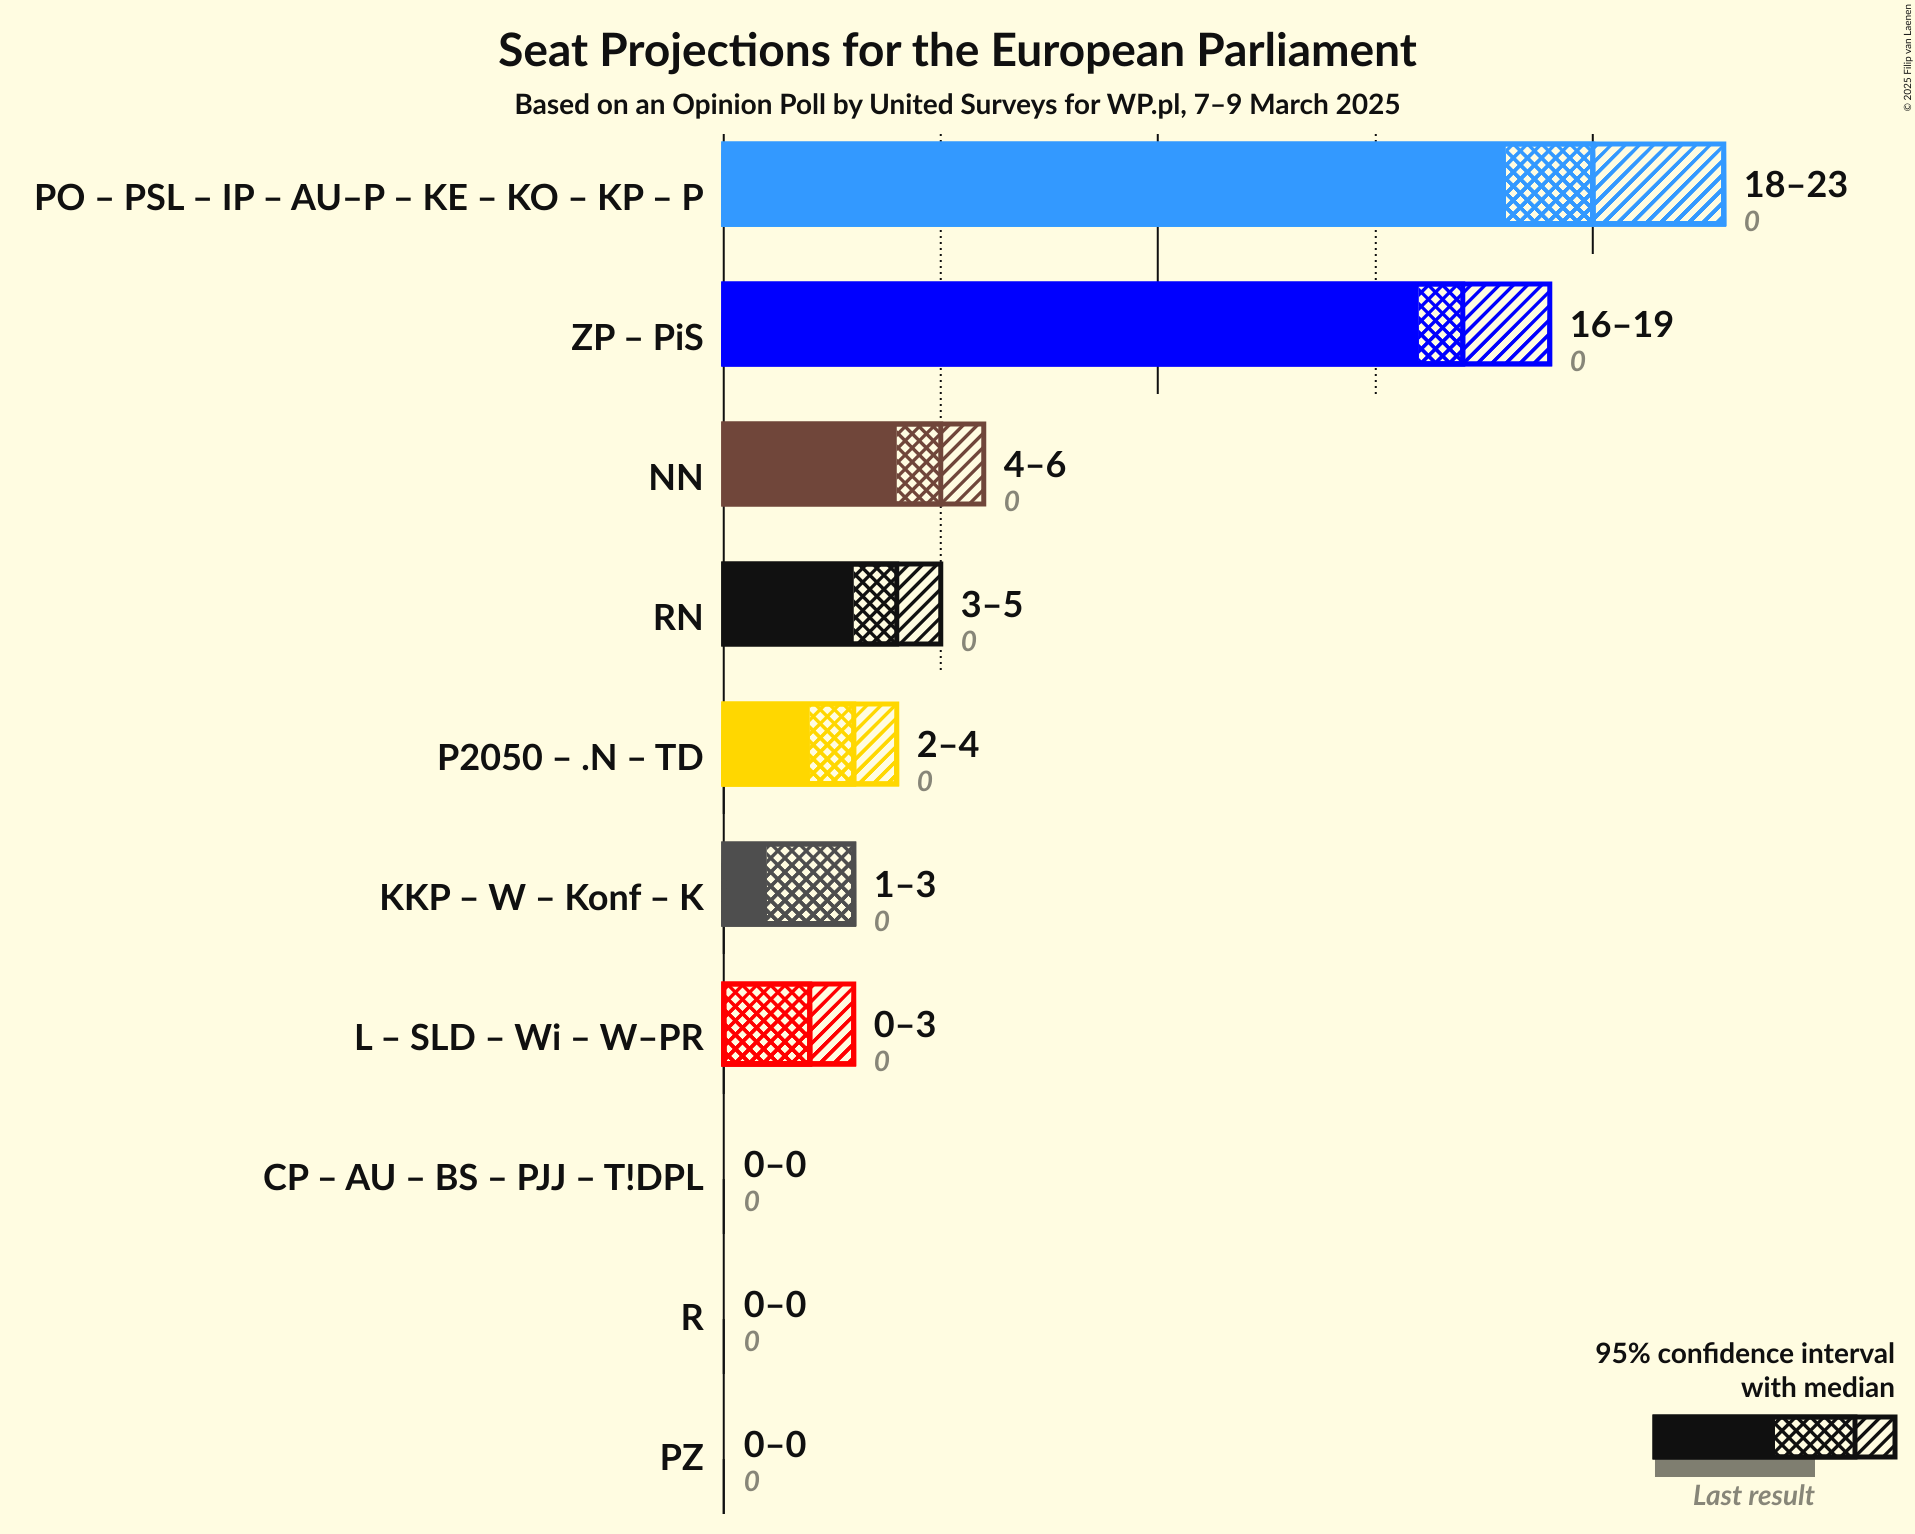 © 2025 Filip van Laenen
Seat Projections for the European Parliament
Based on an Opinion Poll by United Surveys for WP.pl, 7–9 March 2025
PO – PSL – IP – AU–P – KE – KO – KP – P
18–23
0
ZP – PiS
16–19
0
NN
4–6
0
RN
3–5
0
P2050 – .N – TD
2–4
0
KKP – W – Konf – K
1–3
0
L – SLD – Wi – W–PR
0–3
0
CP – AU – BS – PJJ – T!DPL
0–0
0
R
0–0
0
PZ
0–0
0
95% confidence interval
with median
Last result